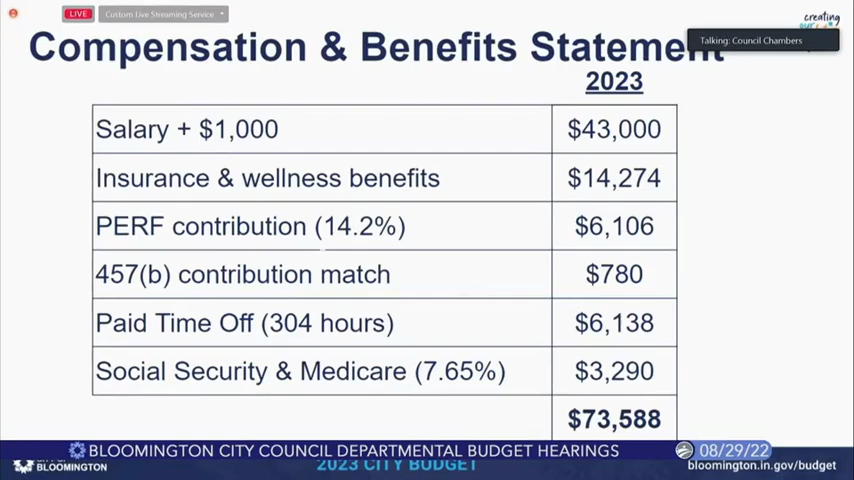 LIVE
Custom Live Streaming Service
creating
Talking: Council Chambers
Compensation & Benefits Statement
2023
Salary + $1,000 $43,000
Insurance & wellness benefits $14,274
PERF contribution (14.2%) $6,106
457(b) contribution match $780
Paid Time Off (304 hours) $6,138
Social Security & Medicare (7.65%) $3,290
$73,588
BLOOMINGTON CITY COUNCIL DEPARTMENTAL BUDGET HEARINGS 08/29/22
BLOOMINGTON 2023 CITY BUDGET bloomington.in.gov/budget